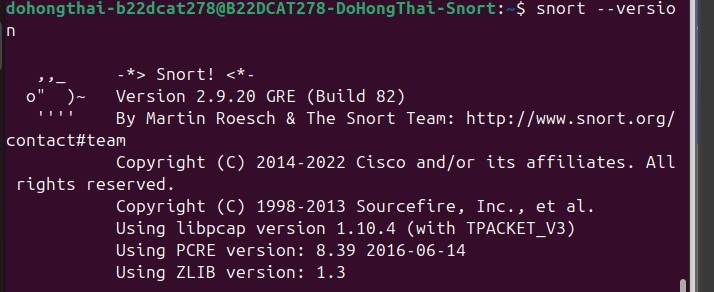 dohongthai-b22dcat278@B22DCAT278-DoHongThai-Snort:~$ snort --versio
n
   ,,_     -*> Snort! <*-
  o"  )~   Version 2.9.20 GRE (Build 82)
   ''''    By Martin Roesch & The Snort Team: http://www.snort.org/
contact#team
           Copyright (C) 2014-2022 Cisco and/or its affiliates. All
 rights reserved.
           Copyright (C) 1998-2013 Sourcefire, Inc., et al.
           Using libpcap version 1.10.4 (with TPACKET_V3)
           Using PCRE version: 8.39 2016-06-14
           Using ZLIB version: 1.3